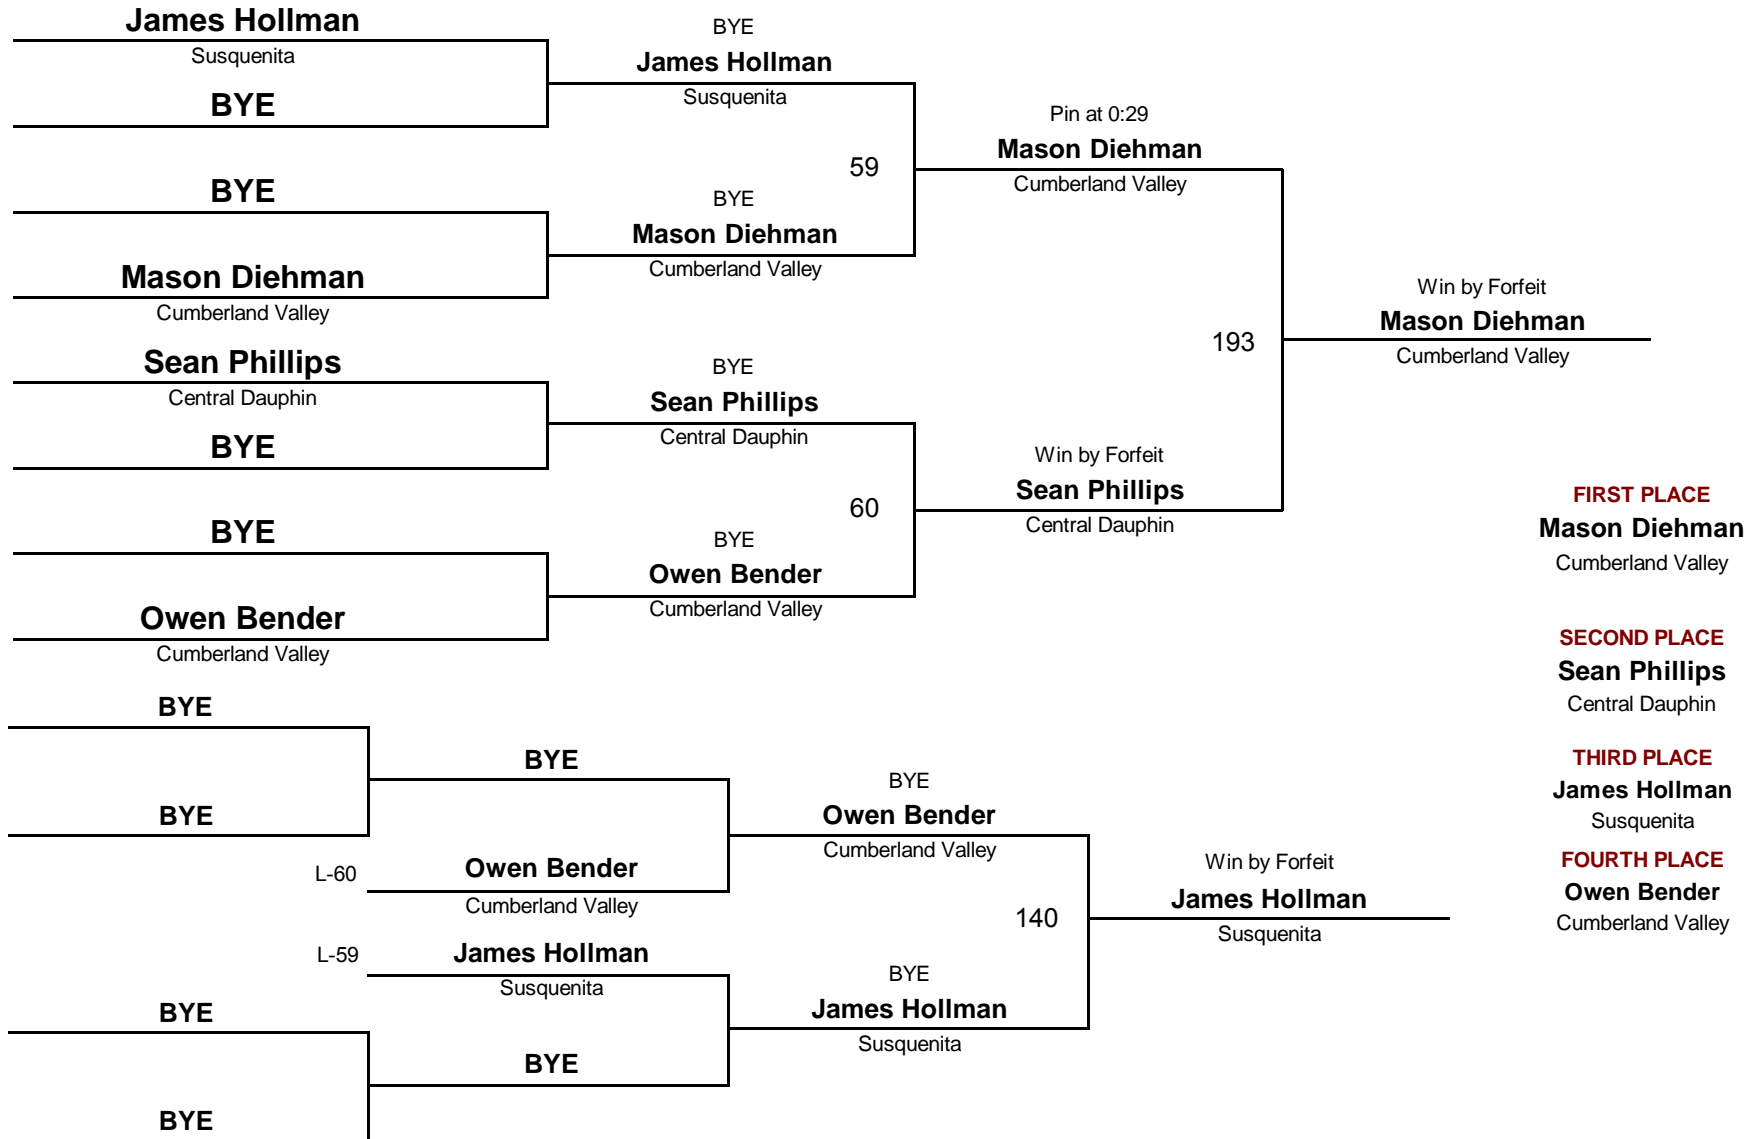 James Hollman
Susquenita
BYE
BYE
Mason Diehman
Cumberland Valley
Sean Phillips
Central Dauphin
BYE
BYE
Owen Bender
Cumberland Valley
BYE
James Hollman
Susquenita
59
BYE
Mason Diehman
Cumberland Valley
BYE
Sean Phillips
Central Dauphin
60
BYE
Owen Bender
Cumberland Valley
Pin at 0:29
Mason Diehman
Cumberland Valley
193
Win by Forfeit
Sean Phillips
Central Dauphin
Win by Forfeit
Mason Diehman
Cumberland Valley
FIRST PLACE
Mason Diehman
Cumberland Valley
SECOND PLACE
Sean Phillips
Central Dauphin
THIRD PLACE
James Hollman
Susquenita
FOURTH PLACE
Owen Bender
Cumberland Valley
BYE
BYE
BYE
L-60
Owen Bender
Cumberland Valley
L-59
James Hollman
Susquenita
BYE
BYE
BYE
BYE
Owen Bender
Cumberland Valley
140
BYE
James Hollman
Susquenita
Win by Forfeit
James Hollman
Susquenita